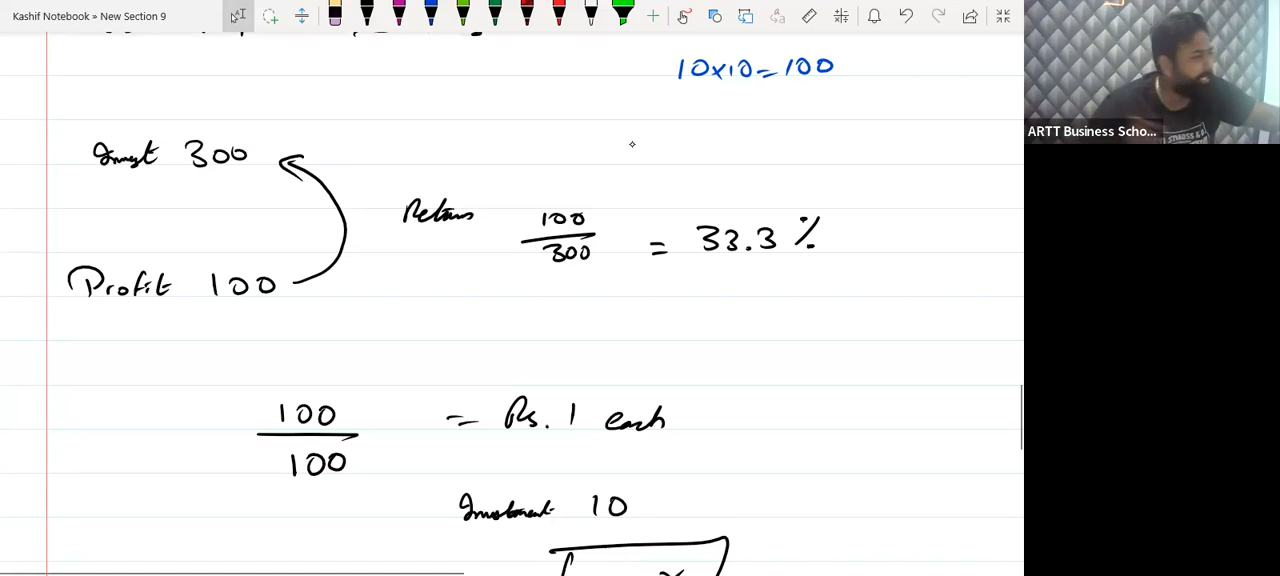 Kashif Notebook » New Section 9
10×10=100
Invest 300
Return 100/300 = 33.3 %
Profit 100
100/100 = Rs. 1 each
Investment 10
ARTT Business Scho...